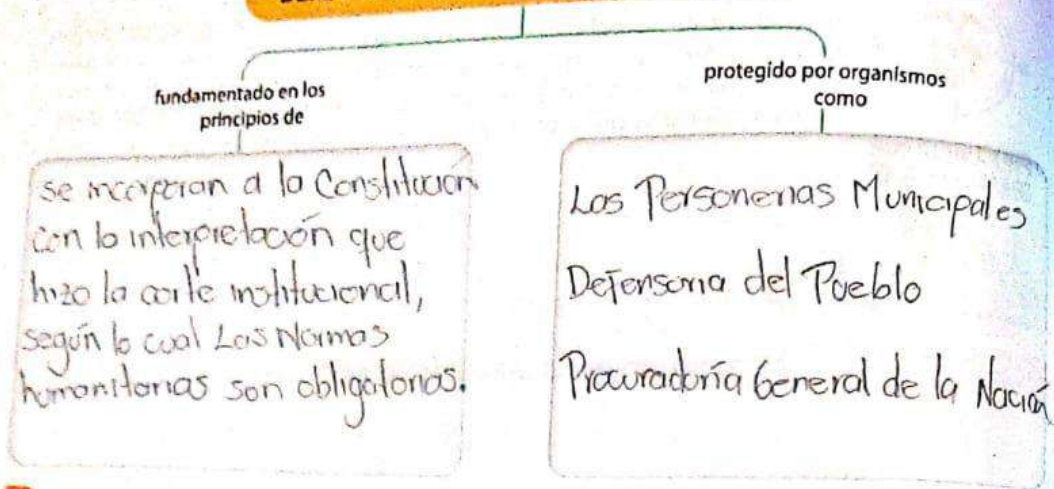 fundamentado en los
principios de
protegido por organismos
como
se incorporan a la Constitución
con la interpretación que
hizo la corte institucional,
según la cual Las Normas
humanitarias son obligatorias.
Las Personerias Municipales
Defensoria del Pueblo
Procuraduría General de la Nación